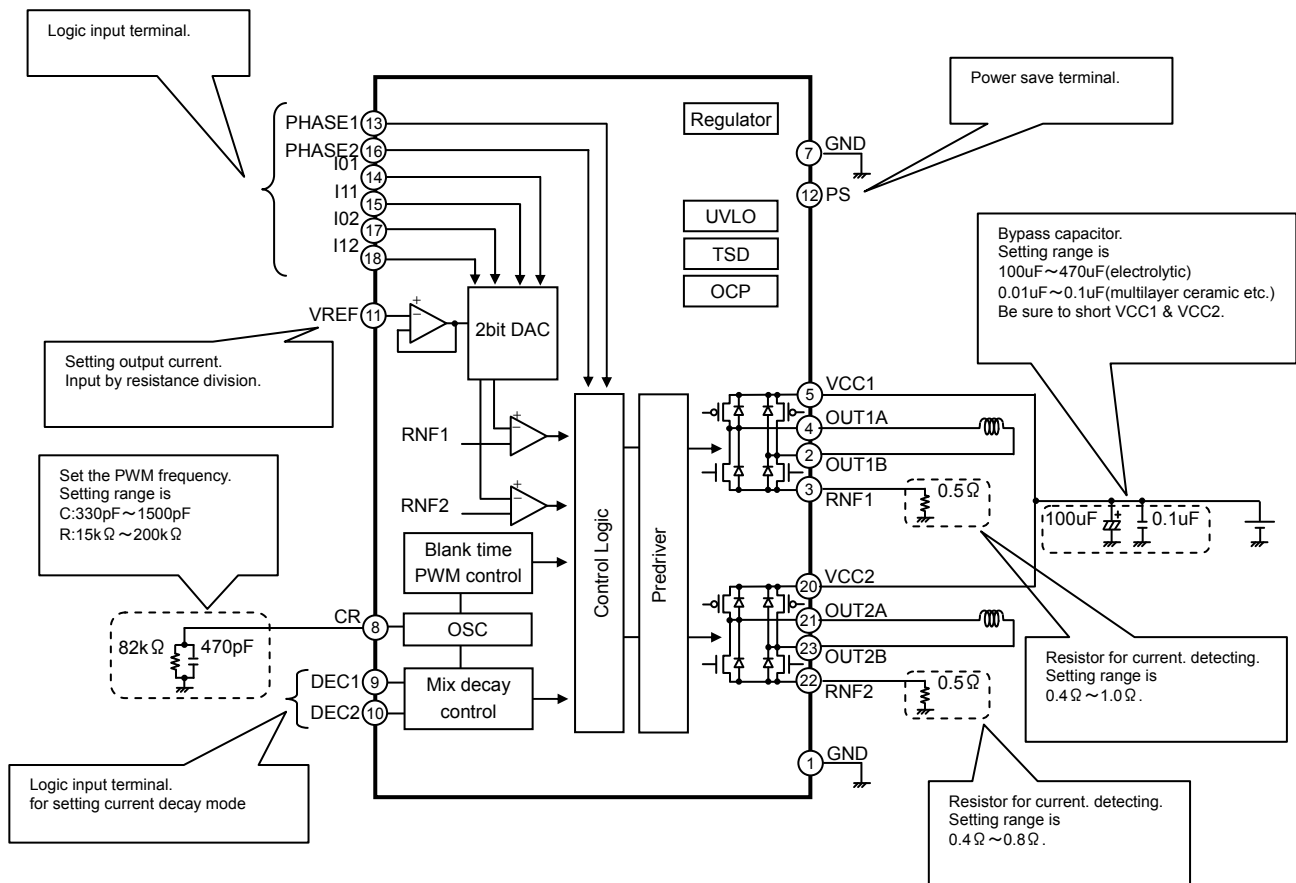 Logic input terminal.
Power save terminal.
PHASE1 13
PHASE2 16
I01 14
I11 15
I02 17
I12 18
VREF 11
Regulator
7 GND
12 PS
UVLO
TSD
OCP
Bypass capacitor.
Setting range is
100uF～470uF(electrolytic)
0.01uF～0.1uF(multilayer ceramic etc.)
Be sure to short VCC1 & VCC2.
+
−
2bit DAC
Setting output current.
Input by resistance division.
RNF1
+
−
RNF2
+
−
Control Logic
Predriver
5 VCC1
4 OUT1A
2 OUT1B
3 RNF1
0.5Ω
100uF
+
0.1uF
Set the PWM frequency.
Setting range is
C:330pF～1500pF
R:15kΩ～200kΩ
Blank time
PWM control
OSC
Mix decay
control
CR 8
82kΩ
470pF
DEC1 9
DEC2 10
20 VCC2
21 OUT2A
23 OUT2B
22 RNF2
0.5Ω
1 GND
Resistor for current. detecting.
Setting range is
0.4Ω～1.0Ω.
Logic input terminal.
for setting current decay mode
Resistor for current. detecting.
Setting range is
0.4Ω～0.8Ω.